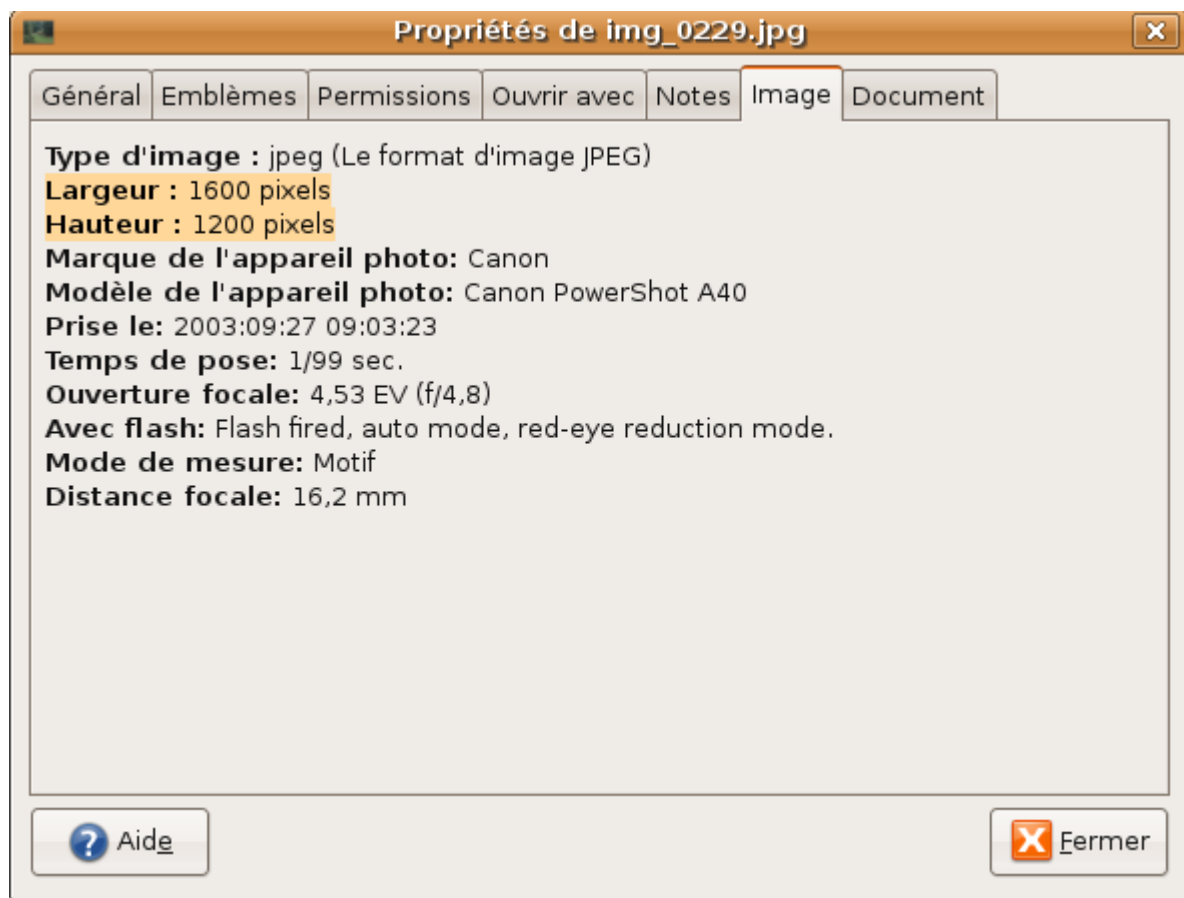 Propriétés de img_0229.jpg
Général Emblèmes Permissions Ouvrir avec Notes Image Document
Type d'image : jpeg (Le format d'image JPEG)
Largeur : 1600 pixels
Hauteur : 1200 pixels
Marque de l'appareil photo: Canon
Modèle de l'appareil photo: Canon PowerShot A40
Prise le: 2003:09:27 09:03:23
Temps de pose: 1/99 sec.
Ouverture focale: 4,53 EV (f/4,8)
Avec flash: Flash fired, auto mode, red-eye reduction mode.
Mode de mesure: Motif
Distance focale: 16,2 mm
Aide Fermer